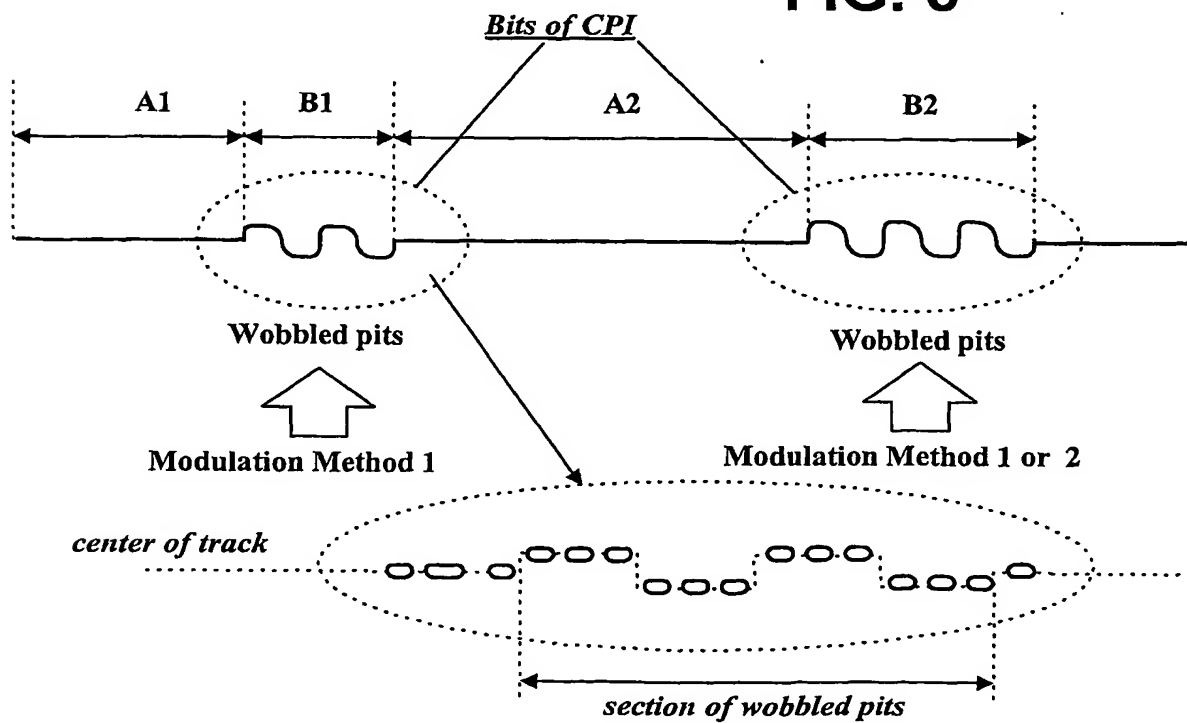 Bits of CPI
A1
B1
A2
B2
Wobbled pits
Wobbled pits
Modulation Method 1
Modulation Method 1 or 2
center of track
section of wobbled pits